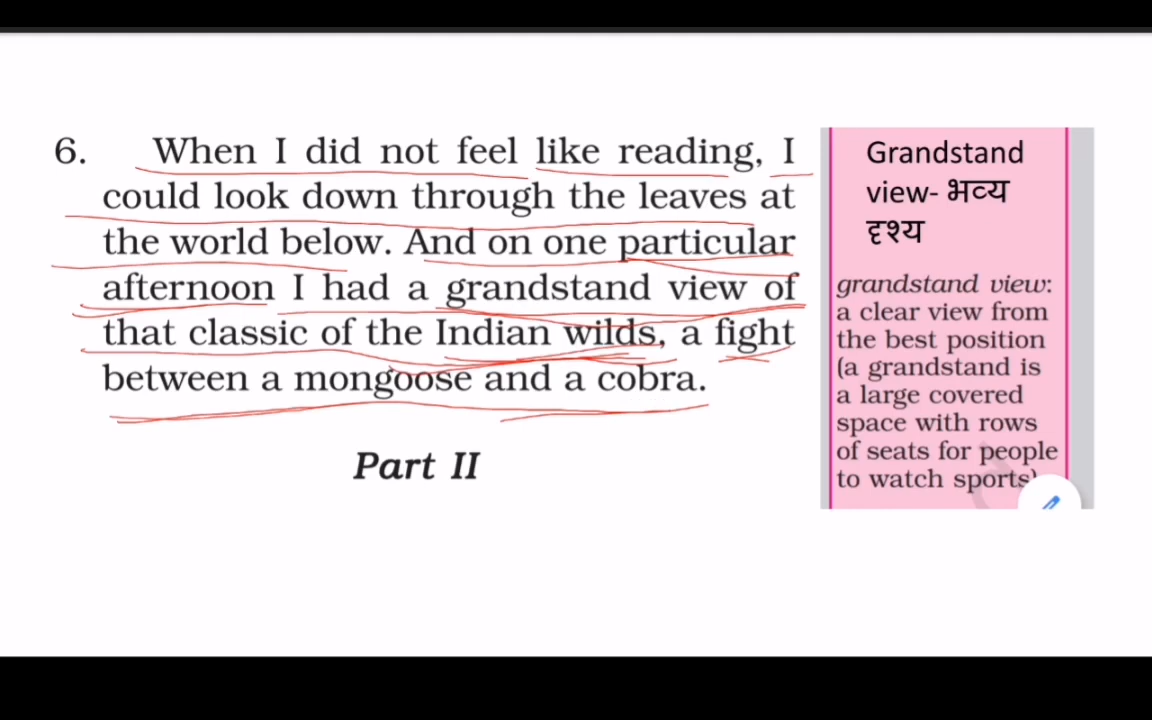 6. When I did not feel like reading, I
could look down through the leaves at
the world below. And on one particular
afternoon I had a grandstand view of
that classic of the Indian wilds, a fight
between a mongoose and a cobra.
Part II
Grandstand
view- भव्य
दृश्य
grandstand view:
a clear view from
the best position
(a grandstand is
a large covered
space with rows
of seats for people
to watch sports)